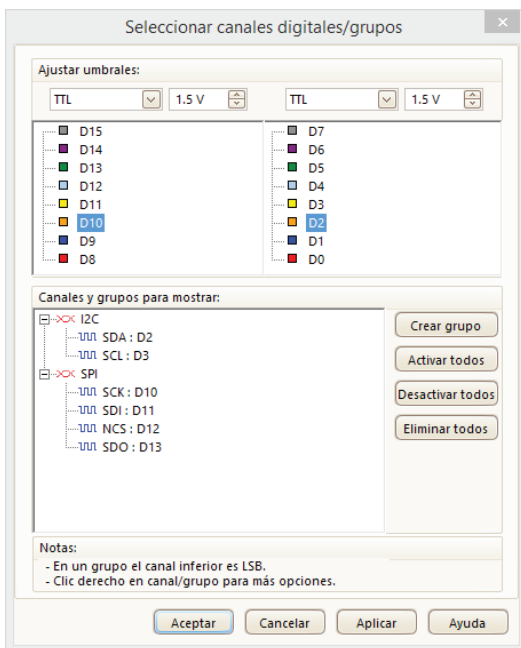 Seleccionar canales digitales/grupos
Ajustar umbrales:
TTL 1.5 V TTL 1.5 V
D15
D14
D13
D12
D11
D10
D9
D8
D7
D6
D5
D4
D3
D2
D1
D0
Canales y grupos para mostrar:
I2C
SDA : D2
SCL : D3
SPI
SCK : D10
SDI : D11
NCS : D12
SDO : D13
Crear grupo
Activar todos
Desactivar todos
Eliminar todos
Notas:
- En un grupo el canal inferior es LSB.
- Clic derecho en canal/grupo para más opciones.
Aceptar Cancelar Aplicar Ayuda